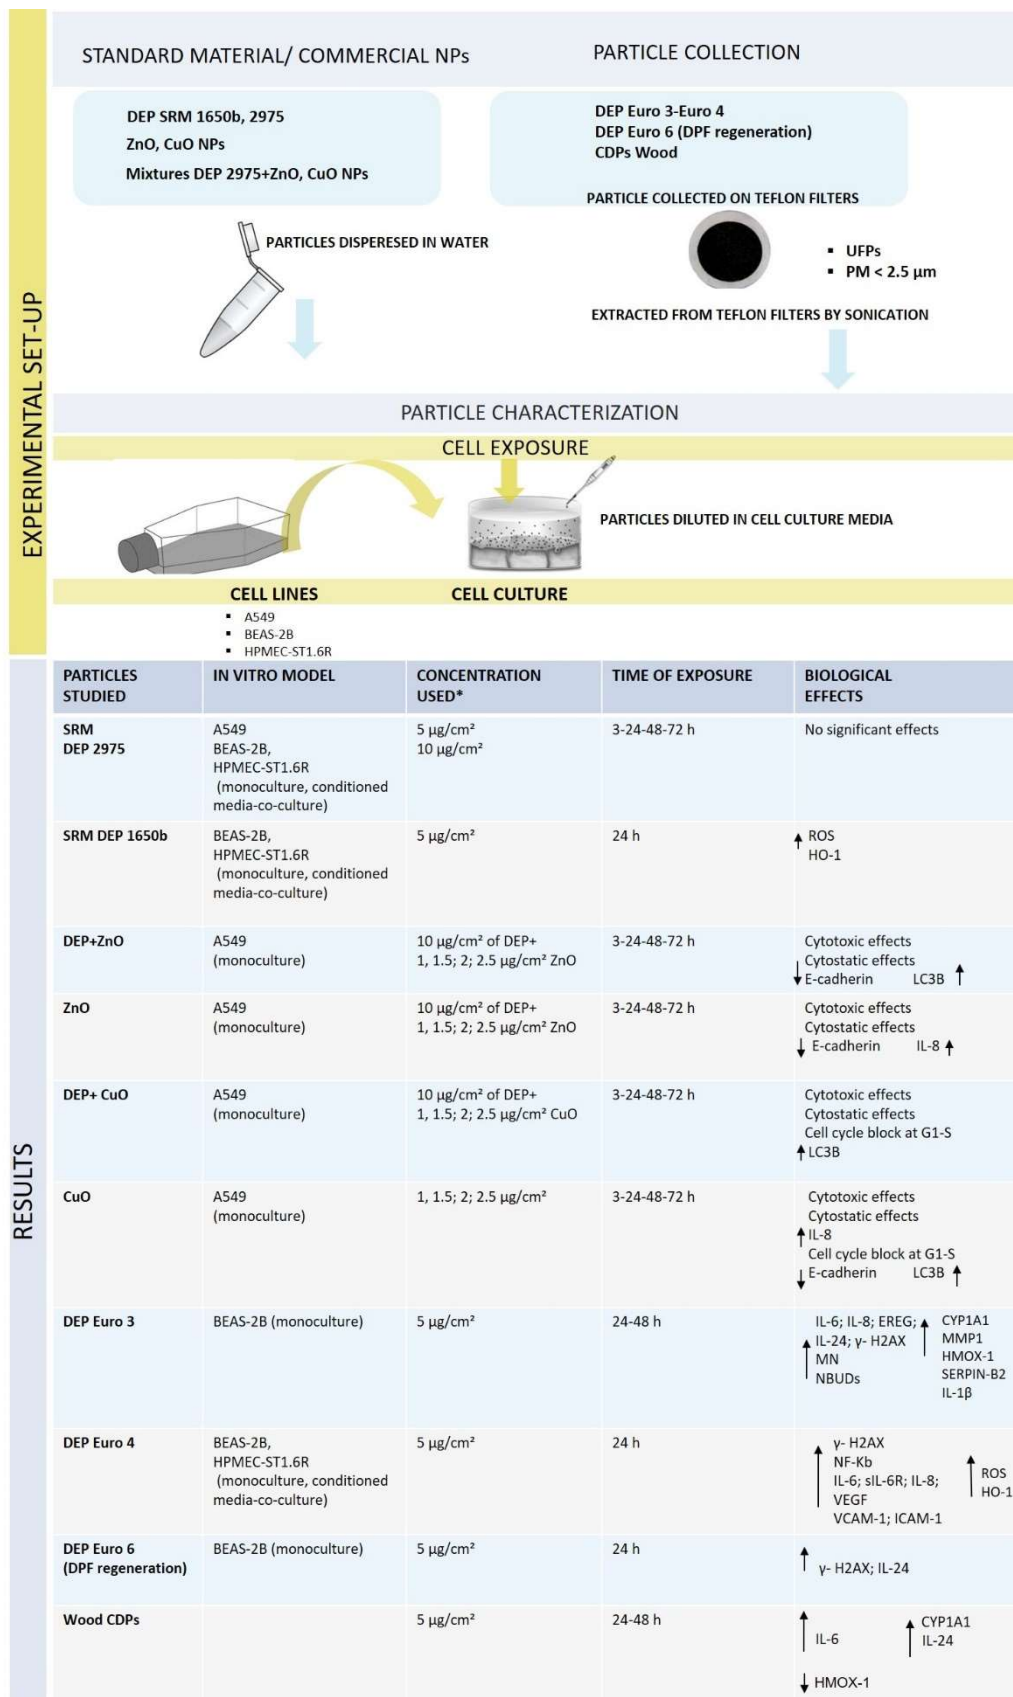 EXPERIMENTAL SET-UP
STANDARD MATERIAL/ COMMERCIAL NPs
DEP SRM 1650b, 2975
ZnO, CuO NPs
Mixtures DEP 2975+ZnO, CuO NPs
PARTICLES DISPERESED IN WATER
PARTICLE COLLECTION
DEP Euro 3-Euro 4
DEP Euro 6 (DPF regeneration)
CDPs Wood
PARTICLE COLLECTED ON TEFLON FILTERS
▪ UFPs
▪ PM < 2.5 µm
EXTRACTED FROM TEFLON FILTERS BY SONICATION
PARTICLE CHARACTERIZATION
CELL EXPOSURE
PARTICLES DILUTED IN CELL CULTURE MEDIA
CELL LINES
▪ A549
▪ BEAS-2B
▪ HPMEC-ST1.6R
CELL CULTURE
RESULTS
PARTICLES
STUDIED
IN VITRO MODEL
CONCENTRATION
USED*
TIME OF EXPOSURE
BIOLOGICAL
EFFECTS
SRM
DEP 2975
A549
BEAS-2B,
HPMEC-ST1.6R
(monoculture, conditioned
media-co-culture)
5 µg/cm²
10 µg/cm²
3-24-48-72 h
No significant effects
SRM DEP 1650b
BEAS-2B,
HPMEC-ST1.6R
(monoculture, conditioned
media-co-culture)
5 µg/cm²
24 h
↑ ROS
HO-1
DEP+ZnO
A549
(monoculture)
10 µg/cm² of DEP+
1, 1.5; 2; 2.5 µg/cm² ZnO
3-24-48-72 h
Cytotoxic effects
Cytostatic effects
↓ E-cadherin LC3B ↑
ZnO
A549
(monoculture)
10 µg/cm² of DEP+
1, 1.5; 2; 2.5 µg/cm² ZnO
3-24-48-72 h
Cytotoxic effects
Cytostatic effects
↓ E-cadherin IL-8 ↑
DEP+ CuO
A549
(monoculture)
10 µg/cm² of DEP+
1, 1.5; 2; 2.5 µg/cm² CuO
3-24-48-72 h
Cytotoxic effects
Cytostatic effects
Cell cycle block at G1-S
↑ LC3B
CuO
A549
(monoculture)
1, 1.5; 2; 2.5 µg/cm²
3-24-48-72 h
Cytotoxic effects
Cytostatic effects
↑ IL-8
Cell cycle block at G1-S
↓ E-cadherin LC3B ↑
DEP Euro 3
BEAS-2B (monoculture)
5 µg/cm²
24-48 h
IL-6; IL-8; EREG;
↑ IL-24; γ- H2AX
MN
NBUDs
↑ CYP1A1
MMP1
HMOX-1
SERPIN-B2
IL-1β
DEP Euro 4
BEAS-2B,
HPMEC-ST1.6R
(monoculture, conditioned
media-co-culture)
5 µg/cm²
24 h
↑ γ- H2AX
NF-Kb
IL-6; sIL-6R; IL-8;
VEGF
VCAM-1; ICAM-1
↑ ROS
HO-1
DEP Euro 6
(DPF regeneration)
BEAS-2B (monoculture)
5 µg/cm²
24 h
↑ γ- H2AX; IL-24
Wood CDPs
5 µg/cm²
24-48 h
↑ IL-6
↑ CYP1A1
IL-24
↓ HMOX-1